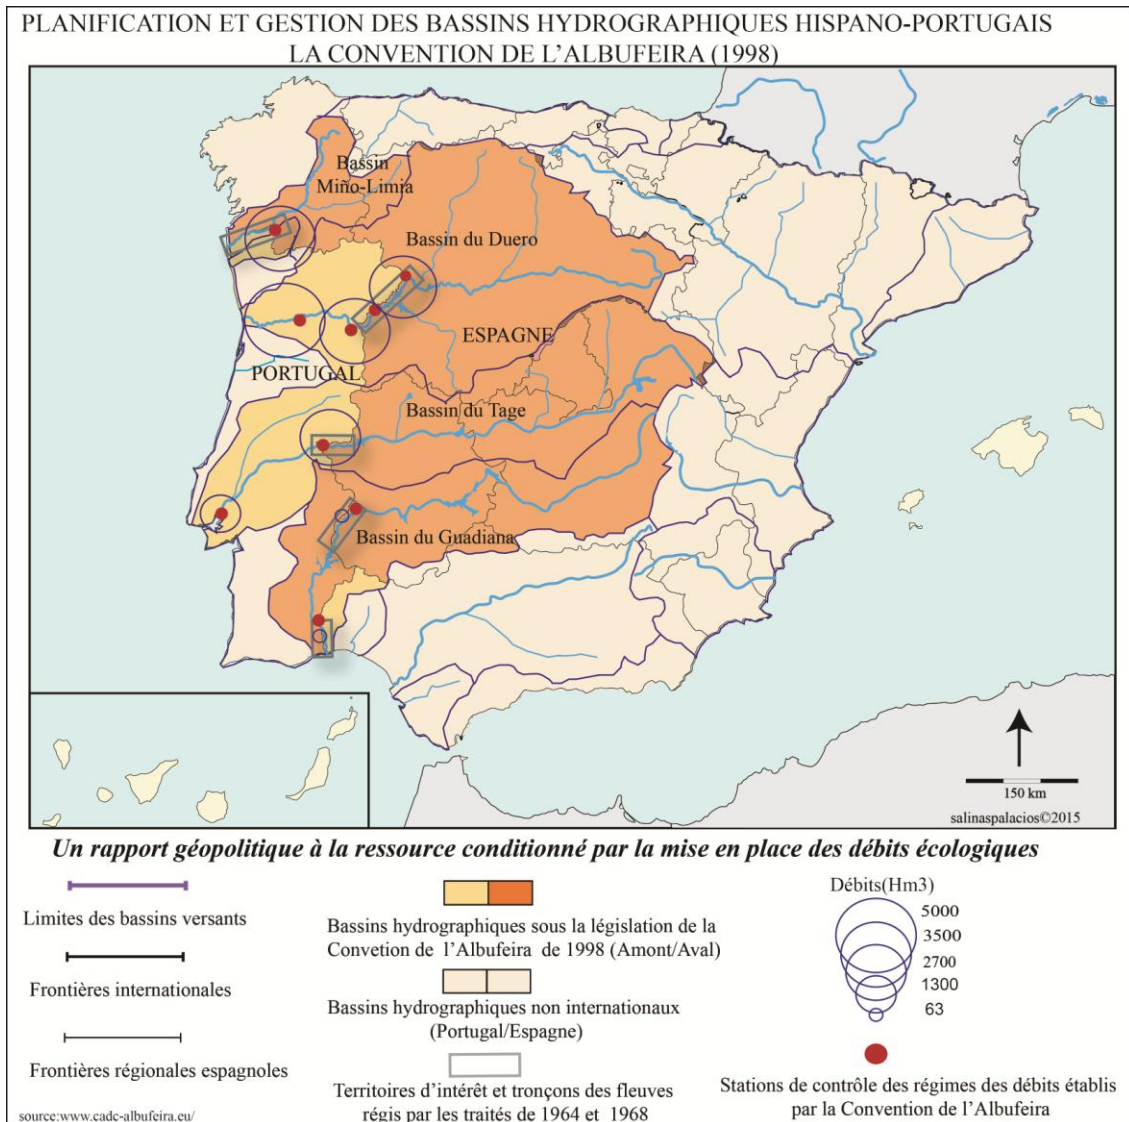 PLANIFICATION ET GESTION DES BASSINS HYDROGRAPHIQUES HISPANO-PORTUGAIS
LA CONVENTION DE L'ALBUFEIRA (1998)
Bassin
Miño-Limia
Bassin du Duero
ESPAGNE
PORTUGAL
Bassin du Tage
Bassin du Guadiana
150 km
salinaspalacios©2015
Un rapport géopolitique à la ressource conditionné par la mise en place des débits écologiques
Limites des bassins versants
Frontières internationales
Frontières régionales espagnoles
source:www.cadc-albufeira.eu/
Bassins hydrographiques sous la législation de la
Convetion de l'Albufeira de 1998 (Amont/Aval)
Bassins hydrographiques non internationaux
(Portugal/Espagne)
Territoires d'intérêt et tronçons des fleuves
régis par les traités de 1964 et 1968
Débits(Hm3)
5000
3500
2700
1300
63
Stations de contrôle des régimes des débits établis
par la Convention de l'Albufeira